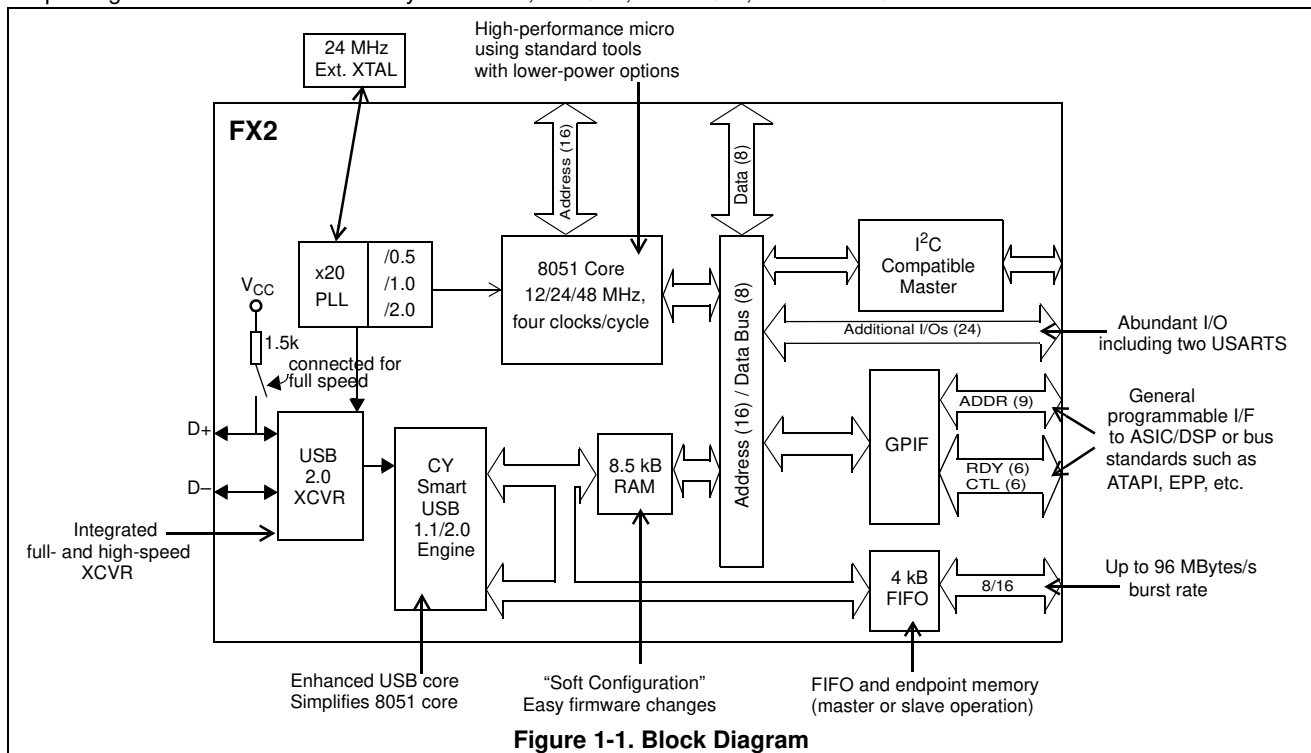 High-performance micro
using standard tools
with lower-power options
24 MHz
Ext. XTAL
FX2
Address (16)
Data (8)
x20
PLL
/0.5
/1.0
/2.0
8051 Core
12/24/48 MHz,
four clocks/cycle
I2C
Compatible
Master
VCC
1.5k
connected for
full speed
Address (16) / Data Bus (8)
Additional I/Os (24)
Abundant I/O
including two USARTS
D+
D–
USB
2.0
XCVR
CY
Smart
USB
1.1/2.0
Engine
8.5 kB
RAM
GPIF
ADDR (9)
RDY (6)
CTL (6)
General
programmable I/F
to ASIC/DSP or bus
standards such as
ATAPI, EPP, etc.
Integrated
full- and high-speed
XCVR
4 kB
FIFO
8/16
Up to 96 MBytes/s
burst rate
Enhanced USB core
Simplifies 8051 core
“Soft Configuration”
Easy firmware changes
FIFO and endpoint memory
(master or slave operation)
Figure 1-1. Block Diagram